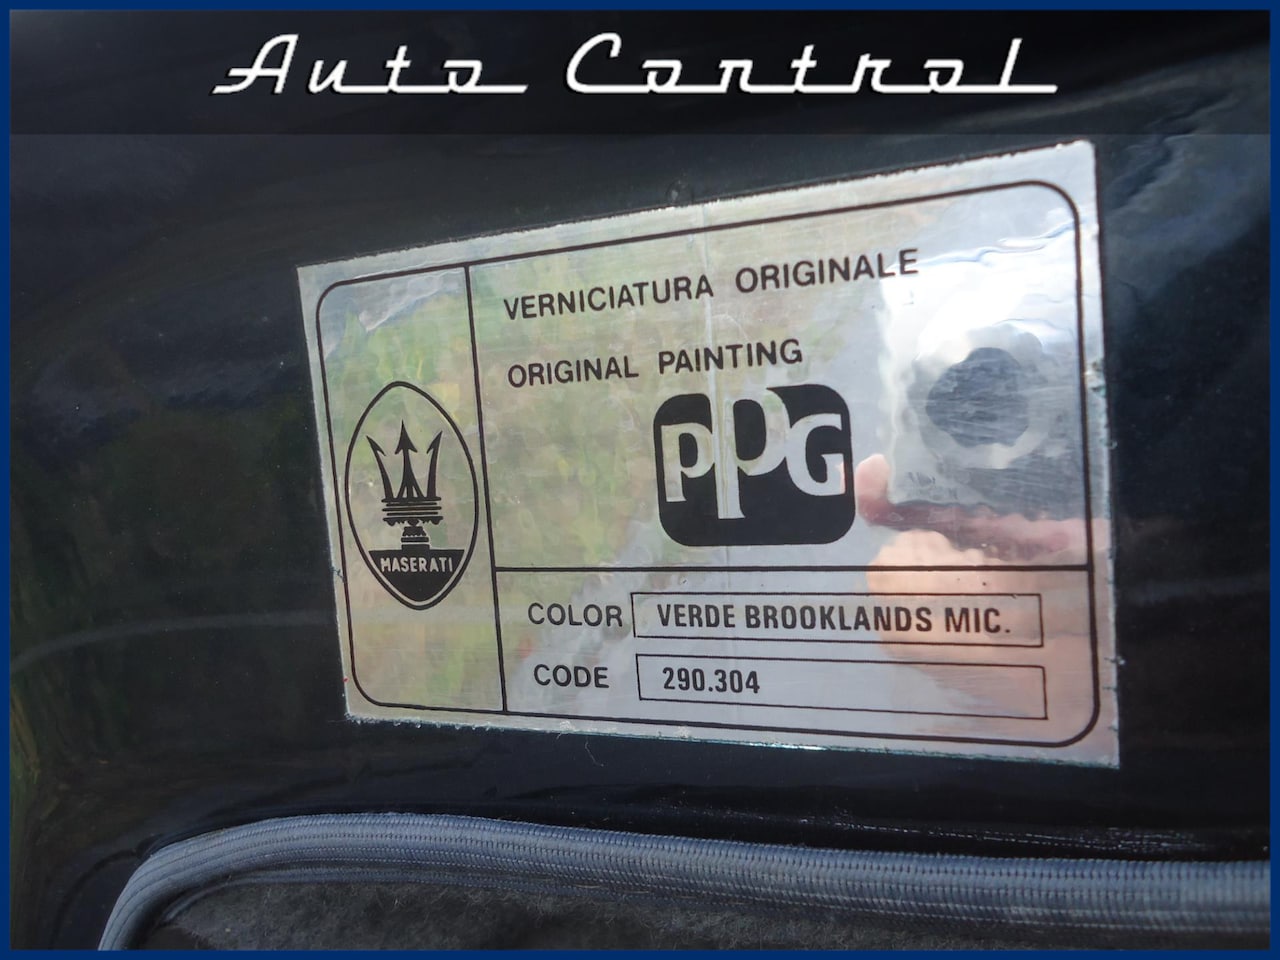 Auto Control
VERNICIATURA ORIGINALE
ORIGINAL PAINTING
PPG
MASERATI
COLOR VERDE BROOKLANDS MIC.
CODE 290.304